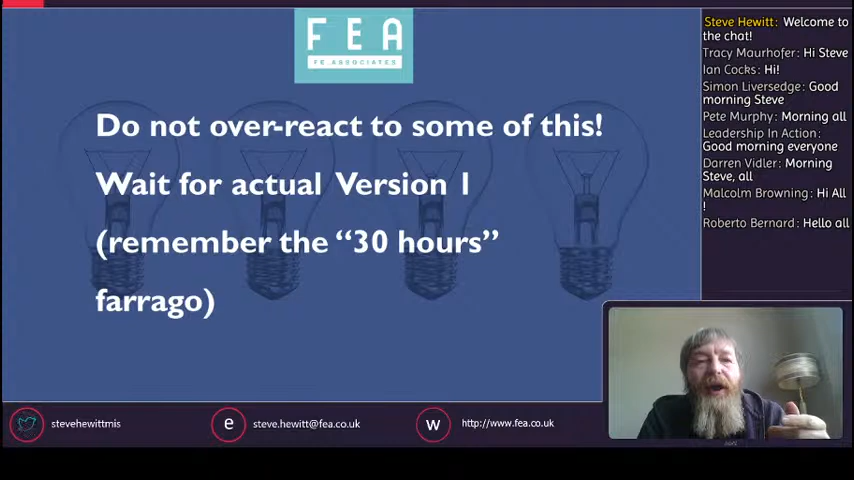 FEA
FE ASSOCIATES
Do not over-react to some of this!
Wait for actual Version 1
(remember the “30 hours”
farrago)
Steve Hewitt: Welcome to
the chat!
Tracy Maurhofer: Hi Steve
Ian Cocks: Hi!
Simon Liversedge: Good
morning Steve
Pete Murphy: Morning all
Leadership In Action:
Good morning everyone
Darren Vidler: Morning
Steve, all
Malcolm Browning: Hi All
!
Roberto Bernard: Hello all
stevehewittmis
e
steve.hewitt@fea.co.uk
w
http://www.fea.co.uk